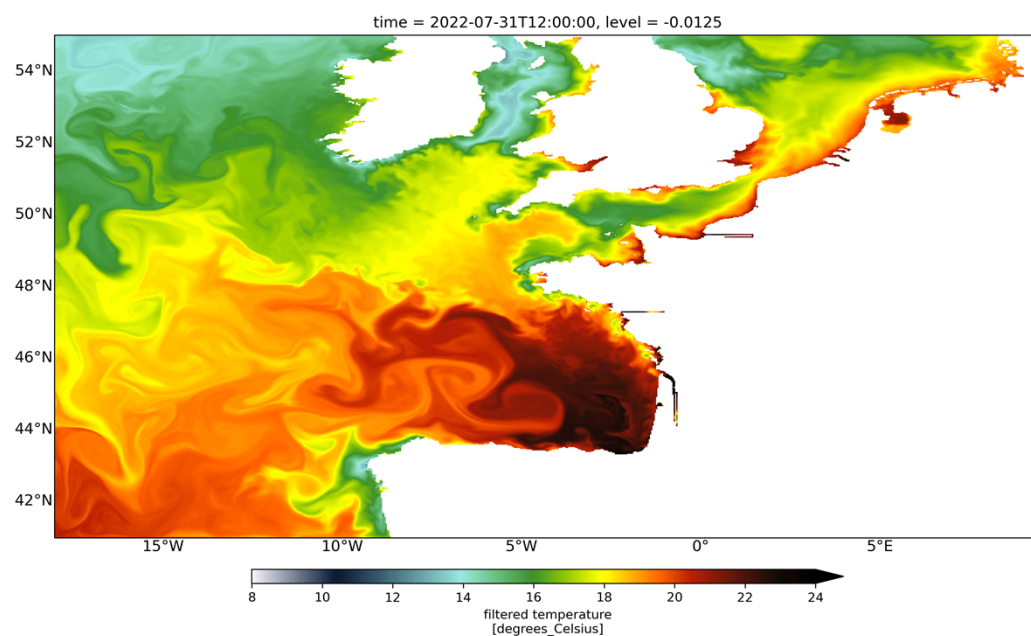 time = 2022-07-31T12:00:00, level = -0.0125
54°N
52°N
50°N
48°N
46°N
44°N
42°N
15°W 10°W 5°W 0° 5°E
8 10 12 14 16 18 20 22 24
filtered temperature
[degrees_Celsius]